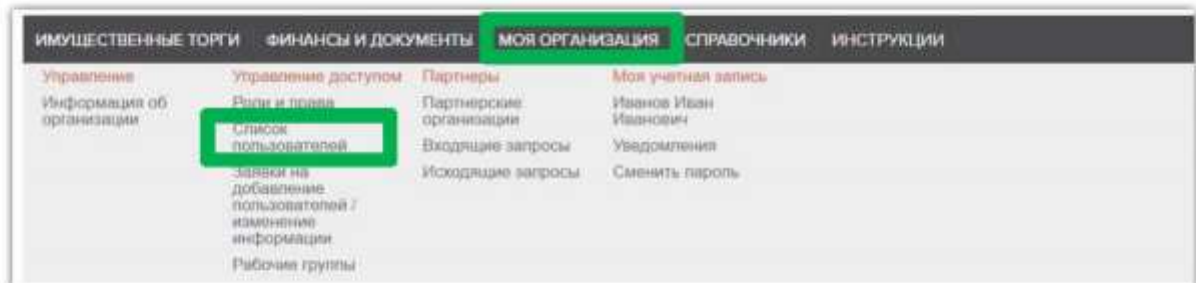 ИМУЩЕСТВЕННЫЕ ТОРГИ ФИНАНСЫ И ДОКУМЕНТЫ МОЯ ОРГАНИЗАЦИЯ СПРАВОЧНИКИ ИНСТРУКЦИИ
Управление
Информация об
организации
Управление доступом
Роли и права
Список
пользователей
Заявки на
добавление
пользователей /
изменение
информации
Рабочие группы
Партнеры
Партнерские
организации
Входящие запросы
Исходящие запросы
Моя учетная запись
Иванов Иван
Иванович
Уведомления
Сменить пароль